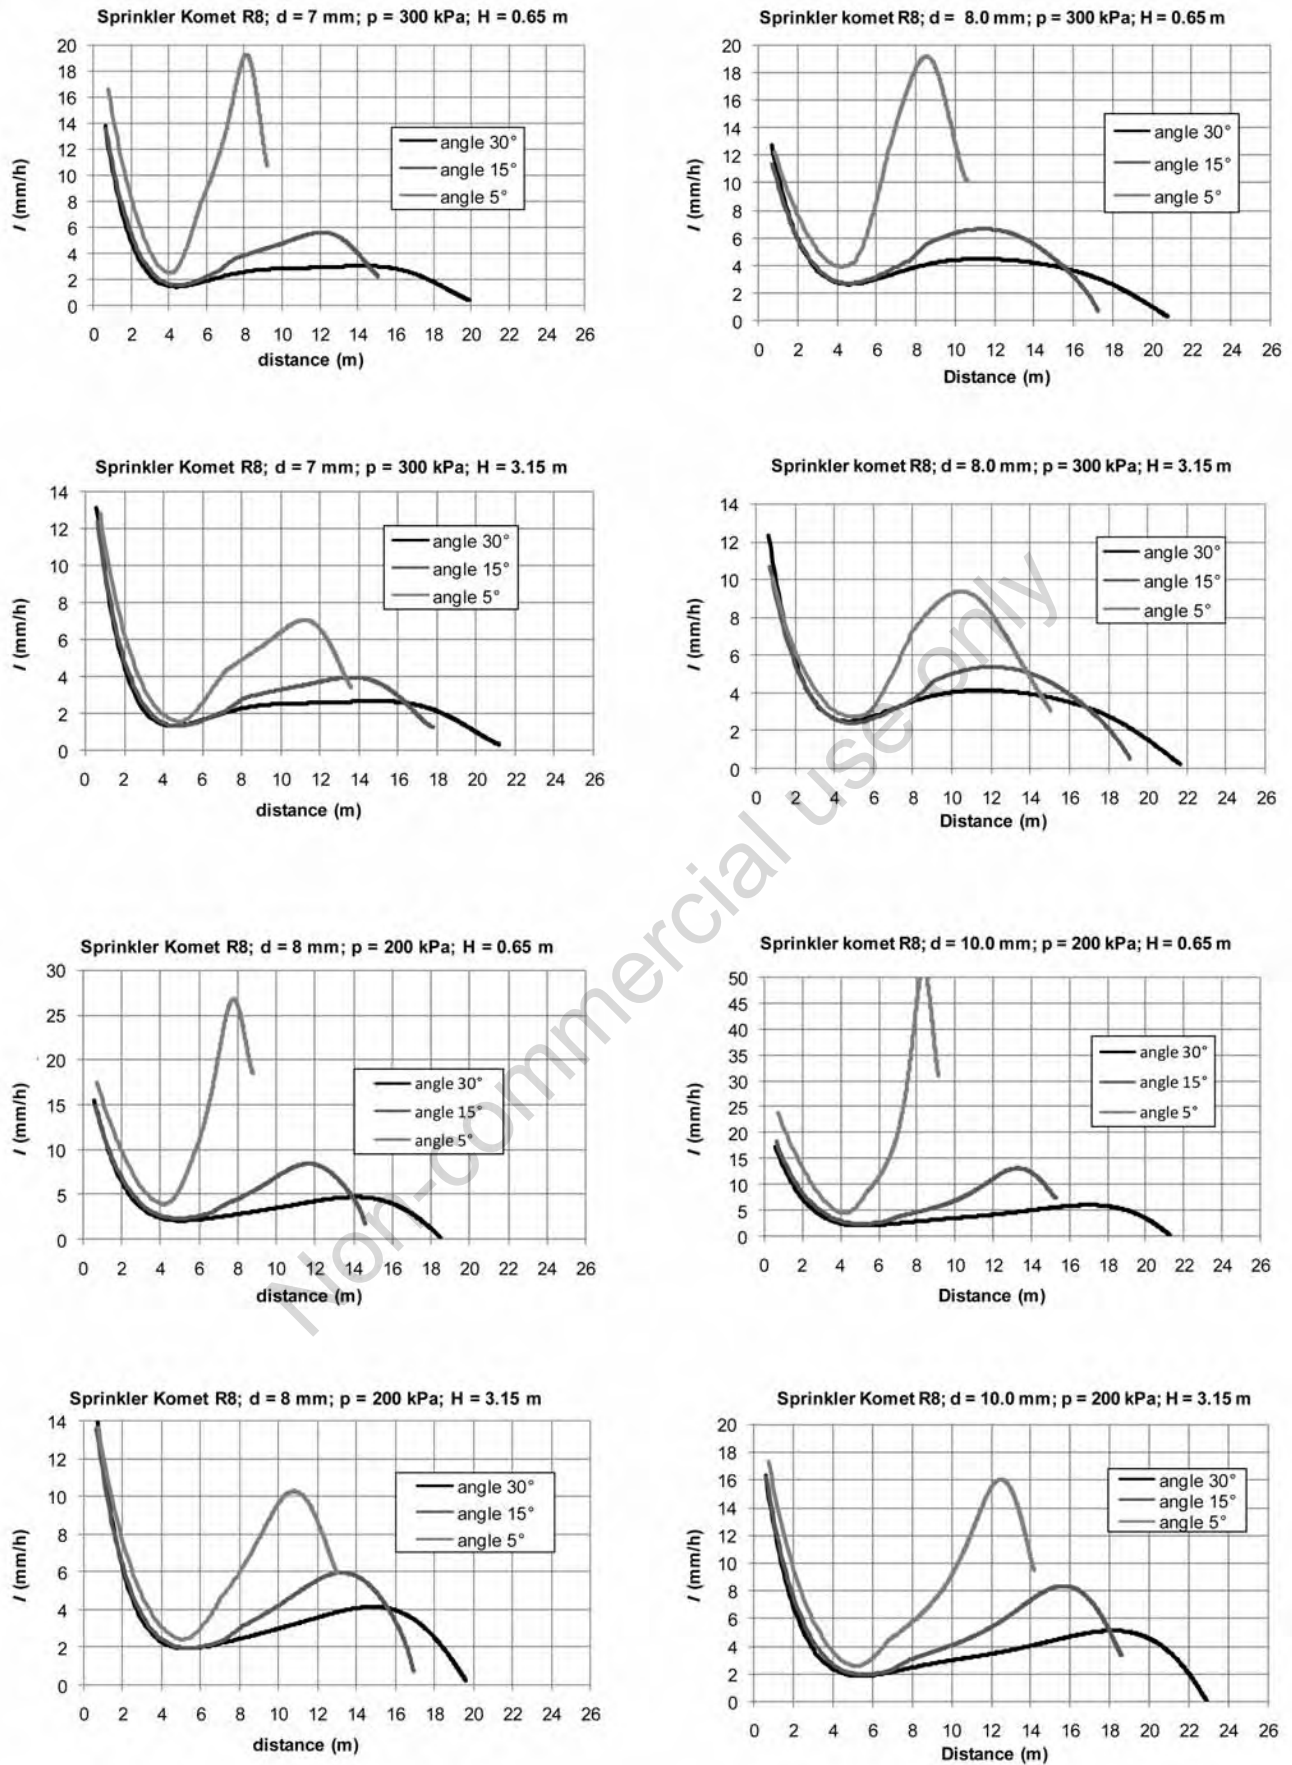 Sprinkler Komet R8; d = 7 mm; p = 300 kPa; H = 0.65 m
20
18
16
14
12
10
8
6
4
2
0
I (mm/h)
angle 30°
angle 15°
angle 5°
0 2 4 6 8 10 12 14 16 18 20 22 24 26
distance (m)
Sprinkler komet R8; d = 8.0 mm; p = 300 kPa; H = 0.65 m
20
18
16
14
12
10
8
6
4
2
0
I (mm/h)
angle 30°
angle 15°
angle 5°
0 2 4 6 8 10 12 14 16 18 20 22 24 26
Distance (m)
Sprinkler Komet R8; d = 7 mm; p = 300 kPa; H = 3.15 m
14
12
10
8
6
4
2
0
I (mm/h)
angle 30°
angle 15°
angle 5°
0 2 4 6 8 10 12 14 16 18 20 22 24 26
distance (m)
Sprinkler komet R8; d = 8.0 mm; p = 300 kPa; H = 3.15 m
14
12
10
8
6
4
2
0
I (mm/h)
angle 30°
angle 15°
angle 5°
0 2 4 6 8 10 12 14 16 18 20 22 24 26
Distance (m)
Sprinkler Komet R8; d = 8 mm; p = 200 kPa; H = 0.65 m
30
25
20
15
10
5
0
I (mm/h)
angle 30°
angle 15°
angle 5°
0 2 4 6 8 10 12 14 16 18 20 22 24 26
distance (m)
Sprinkler komet R8; d = 10.0 mm; p = 200 kPa; H = 0.65 m
50
45
40
35
30
25
20
15
10
5
0
I (mm/h)
angle 30°
angle 15°
angle 5°
0 2 4 6 8 10 12 14 16 18 20 22 24 26
Distance (m)
Sprinkler Komet R8; d = 8 mm; p = 200 kPa; H = 3.15 m
14
12
10
8
6
4
2
0
I (mm/h)
angle 30°
angle 15°
angle 5°
0 2 4 6 8 10 12 14 16 18 20 22 24 26
distance (m)
Sprinkler Komet R8; d = 10.0 mm; p = 200 kPa; H = 3.15 m
20
18
16
14
12
10
8
6
4
2
0
I (mm/h)
angle 30°
angle 15°
angle 5°
0 2 4 6 8 10 12 14 16 18 20 22 24 26
Distance (m)
Non-commercial use only